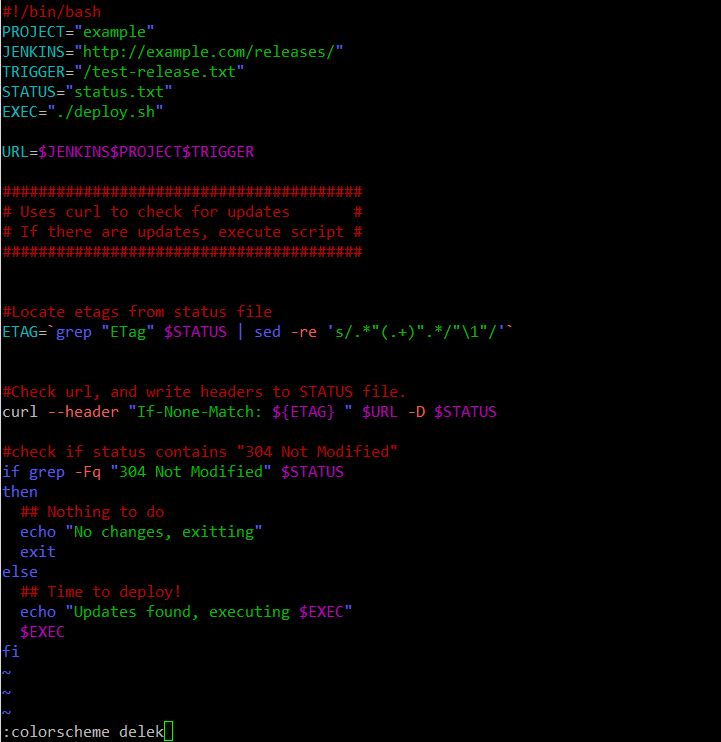 #!/bin/bash
PROJECT="example"
JENKINS="http://example.com/releases/"
TRIGGER="/test-release.txt"
STATUS="status.txt"
EXEC="./deploy.sh"
URL=$JENKINS$PROJECT$TRIGGER
########################################
# Uses curl to check for updates       #
# If there are updates, execute script #
########################################
#Locate etags from status file
ETAG=`grep "ETag" $STATUS | sed -re 's/.*"(.+)".*/"\1"/'`
#Check url, and write headers to STATUS file.
curl --header "If-None-Match: ${ETAG} " $URL -D $STATUS
#check if status contains "304 Not Modified"
if grep -Fq "304 Not Modified" $STATUS
then
  ## Nothing to do
  echo "No changes, exitting"
  exit
else
  ## Time to deploy!
  echo "Updates found, executing $EXEC"
  $EXEC
fi
~
~
~
:colorscheme delek